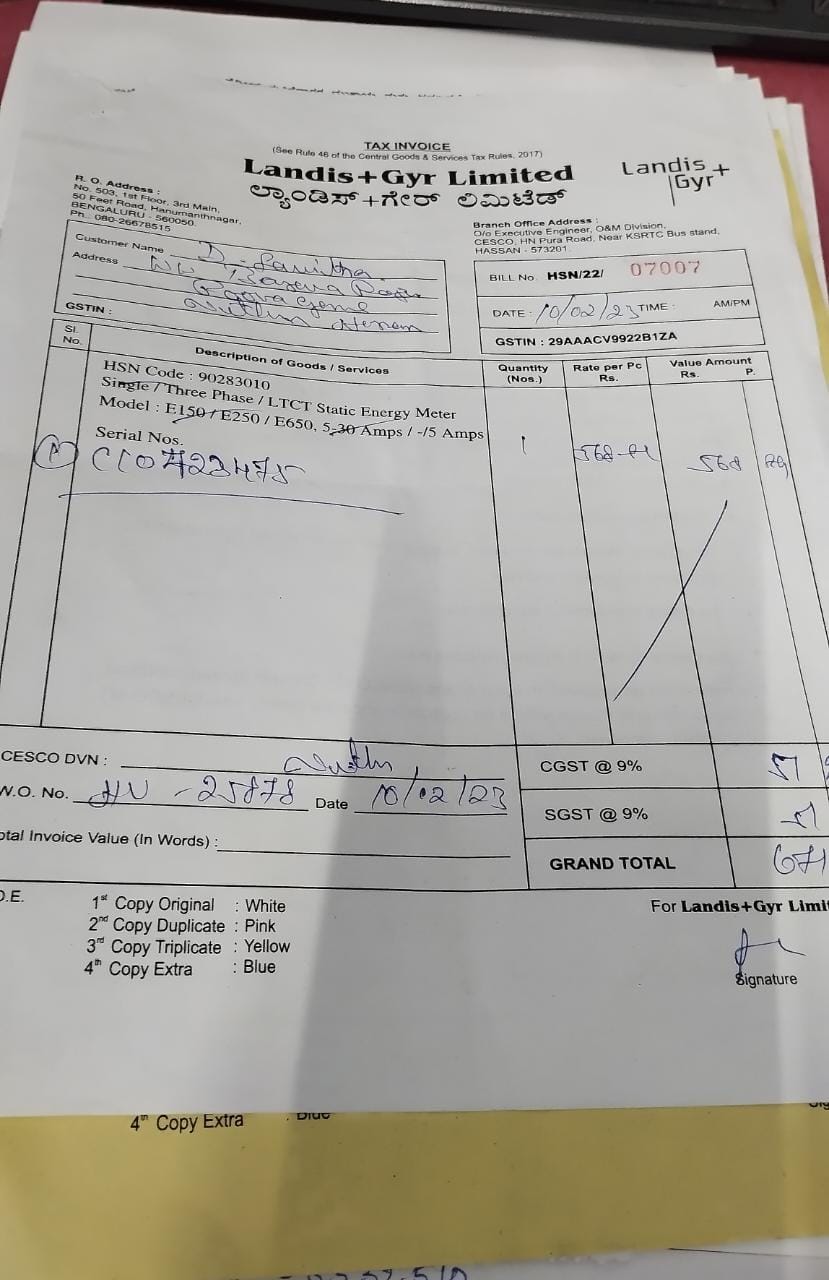 TAX INVOICE
(See Rule 46 of the Central Goods & Services Tax Rules, 2017)
Landis+Gyr Limited
ಲ್ಯಾಂಡಿಸ್+ಗೇರ್ ಲಿಮಿಟೆಡ್
Landis+
Gyr
R. O. Address :
No. 503, 1st Floor, 3rd Main,
50 Feet Road, Hanumanthnagar,
BENGALURU - 560050.
Ph.: 080-26678515
Branch Office Address :
O/o Executive Engineer, O&M Division,
CESCO, HN Pura Road, Near KSRTC Bus stand,
HASSAN - 573201.
Customer Name
Address
GSTIN :
BILL No. HSN/22/ 07007
DATE : 10/02/23 TIME : AM/PM
GSTIN : 29AAACV9922B1ZA
Sl. No. Description of Goods / Services Quantity (Nos.) Rate per Pc Rs. Value Amount Rs. P.
HSN Code : 90283010
Single / Three Phase / LTCT Static Energy Meter
Model : E150 / E250 / E650, 5-30 Amps / -/5 Amps
Serial Nos.
1 568 568
CESCO DVN :
W.O. No. - 25878 Date 10/02/23
otal Invoice Value (In Words) :
CGST @ 9% 51
SGST @ 9% 51
GRAND TOTAL 671
O.E.
1st Copy Original : White
2nd Copy Duplicate : Pink
3rd Copy Triplicate : Yellow
4th Copy Extra : Blue
For Landis+Gyr Limi
Signature
4th Copy Extra